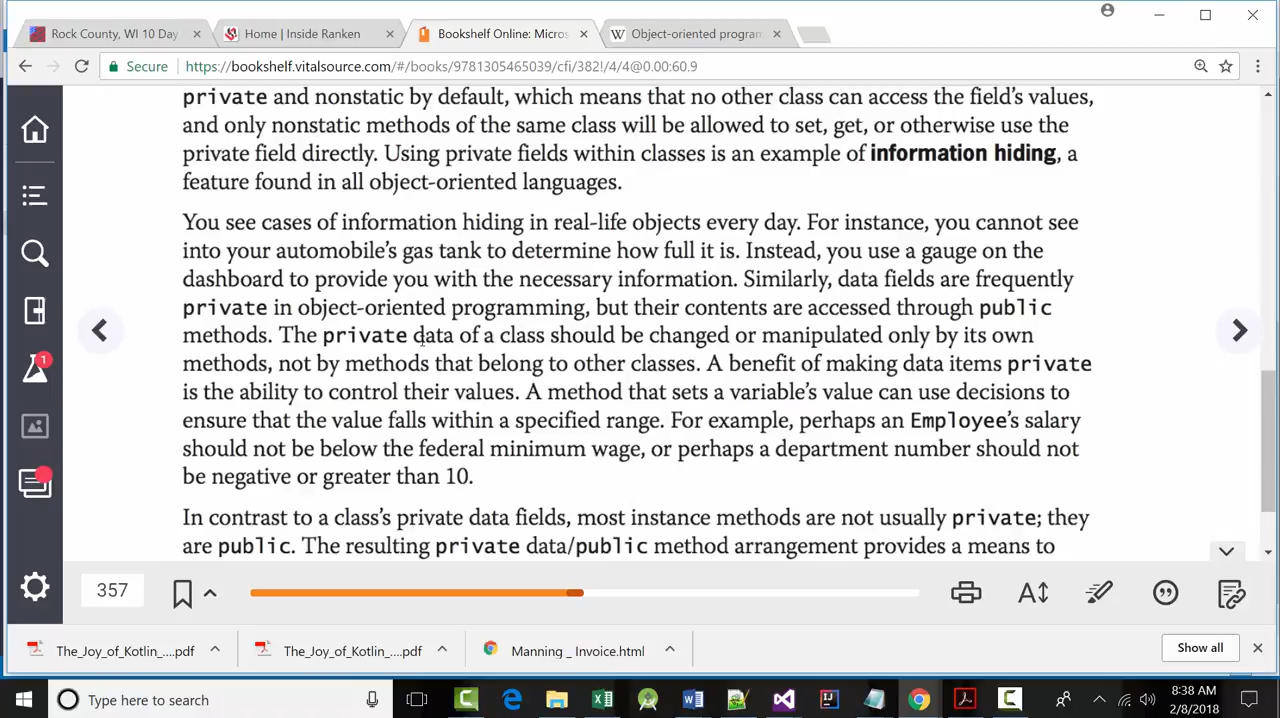 Rock County, WI 10 Day
Home | Inside Ranken
Bookshelf Online: Micros
Object-oriented program
Secure
https://bookshelf.vitalsource.com/#/books/9781305465039/cfi/382!/4/4@0.00:60.9
private and nonstatic by default, which means that no other class can access the field's values,
and only nonstatic methods of the same class will be allowed to set, get, or otherwise use the
private field directly. Using private fields within classes is an example of information hiding, a
feature found in all object-oriented languages.
You see cases of information hiding in real-life objects every day. For instance, you cannot see
into your automobile's gas tank to determine how full it is. Instead, you use a gauge on the
dashboard to provide you with the necessary information. Similarly, data fields are frequently
private in object-oriented programming, but their contents are accessed through public
methods. The private data of a class should be changed or manipulated only by its own
methods, not by methods that belong to other classes. A benefit of making data items private
is the ability to control their values. A method that sets a variable's value can use decisions to
ensure that the value falls within a specified range. For example, perhaps an Employee's salary
should not be below the federal minimum wage, or perhaps a department number should not
be negative or greater than 10.
In contrast to a class's private data fields, most instance methods are not usually private; they
are public. The resulting private data/public method arrangement provides a means to
1
357
The_Joy_of_Kotlin_....pdf
The_Joy_of_Kotlin_....pdf
Manning _ Invoice.html
Show all
Type here to search
8:38 AM
2/8/2018